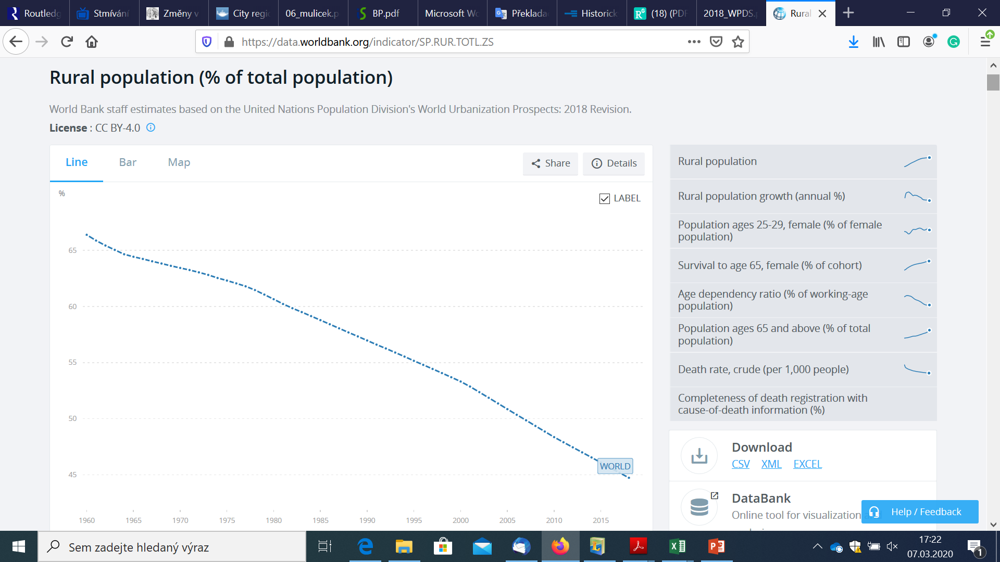 Routledg
Stmívání
Změny v
City regio
06_mulicek.p
BP.pdf
Microsoft Wo
Překlada
Historick
(18) (PDF
2018_WPDS.
Rural
https://data.worldbank.org/indicator/SP.RUR.TOTL.ZS
Rural population (% of total population)
World Bank staff estimates based on the United Nations Population Division's World Urbanization Prospects: 2018 Revision.
License : CC BY-4.0
Line
Bar
Map
Share
Details
%
LABEL
65
60
55
50
45
WORLD
1960
1965
1970
1975
1980
1985
1990
1995
2000
2005
2010
2015
Rural population
Rural population growth (annual %)
Population ages 25-29, female (% of female
population)
Survival to age 65, female (% of cohort)
Age dependency ratio (% of working-age
population)
Population ages 65 and above (% of total
population)
Death rate, crude (per 1,000 people)
Completeness of death registration with
cause-of-death information (%)
Download
CSV XML EXCEL
DataBank
Online tool for visualization
Help / Feedback
Sem zadejte hledaný výraz
17:22
07.03.2020
1